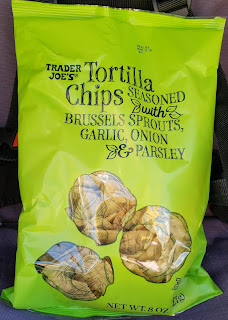 TRADER JOE'S® Tortilla
Chips SEASONED
with
BRUSSELS SPROUTS,
GARLIC, ONION
& PARSLEY
NET WT. 8 OZ